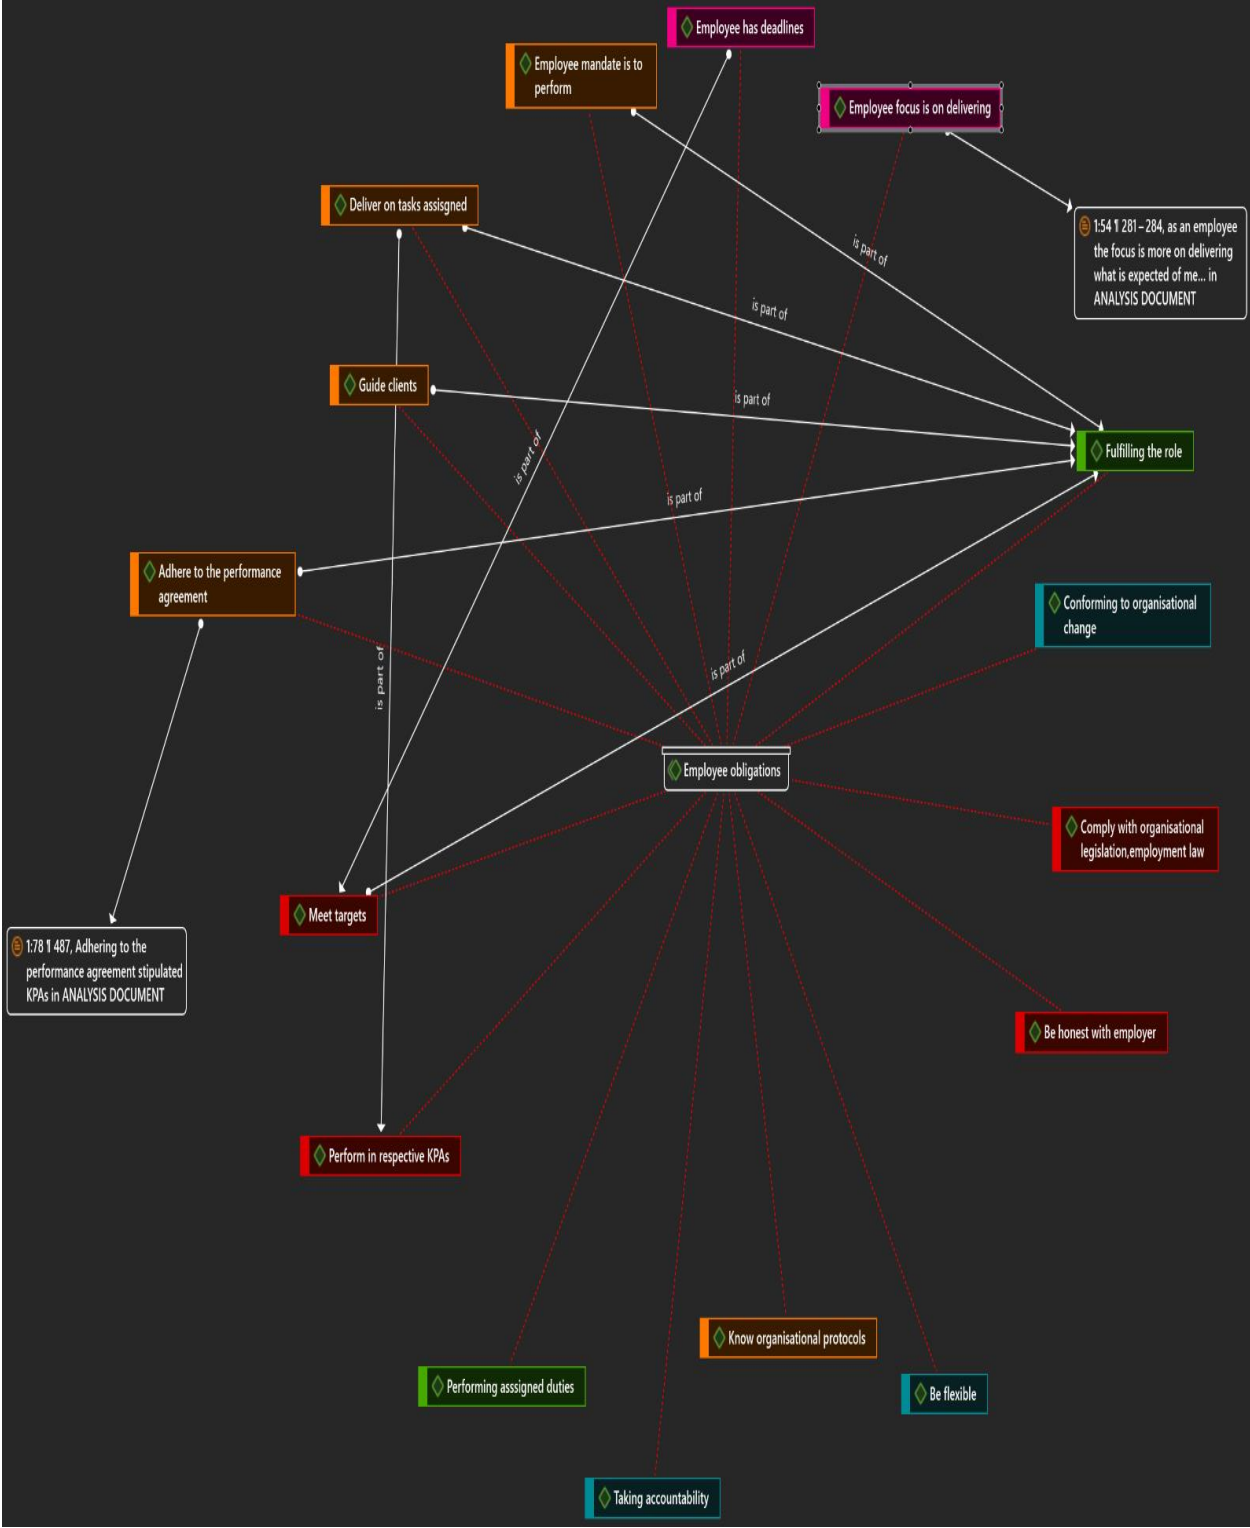 Employee has deadlines
Employee mandate is to
perform
Employee focus is on delivering
Deliver on tasks assisgned
1:54 ¶ 281 – 284, as an employee
the focus is more on delivering
what is expected of me... in
ANALYSIS DOCUMENT
is part of
is part of
Guide clients
is part of
is part of
Fulfilling the role
is part of
Adhere to the performance
agreement
Conforming to organisational
change
is part of
is part of
Employee obligations
Comply with organisational
legislation,employment law
Meet targets
1:78 ¶ 487, Adhering to the
performance agreement stipulated
KPAs in ANALYSIS DOCUMENT
Be honest with employer
Perform in respective KPAs
Know organisational protocols
Performing asssigned duties
Be flexible
Taking accountability